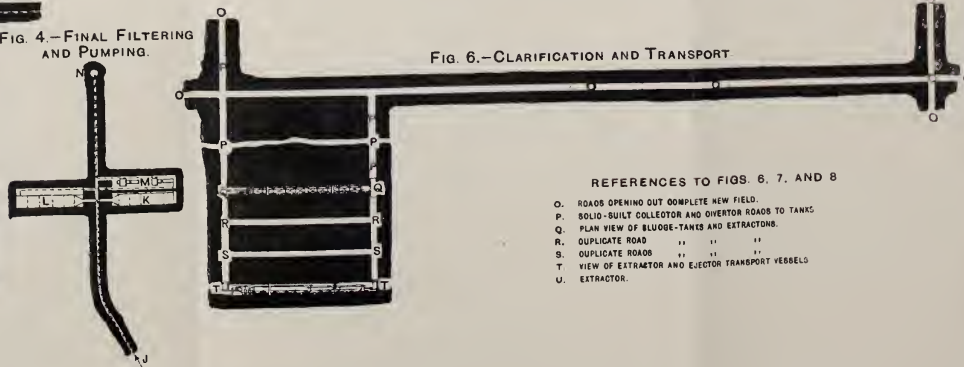 FIG. 4.–FINAL FILTERING
AND PUMPING.
N
M
L
K
J
FIG. 6.–CLARIFICATION AND TRANSPORT
O
O
O
O
O
O
P
P
P
Q
R
R
S
S
T
T
REFERENCES TO FIGS. 6, 7, AND 8
O. ROADS OPENING OUT COMPLETE NEW FIELD.
P. SOLID-BUILT COLLECTOR AND DIVERTOR ROADS TO TANKS
Q. PLAN VIEW OF SLUDGE-TANKS AND EXTRACTORS.
R. DUPLICATE ROAD ,, ,, ,,
S. DUPLICATE ROADS ,, ,, ,,
T VIEW OF EXTRACTOR AND EJECTOR TRANSPORT VESSELS
U. EXTRACTOR.